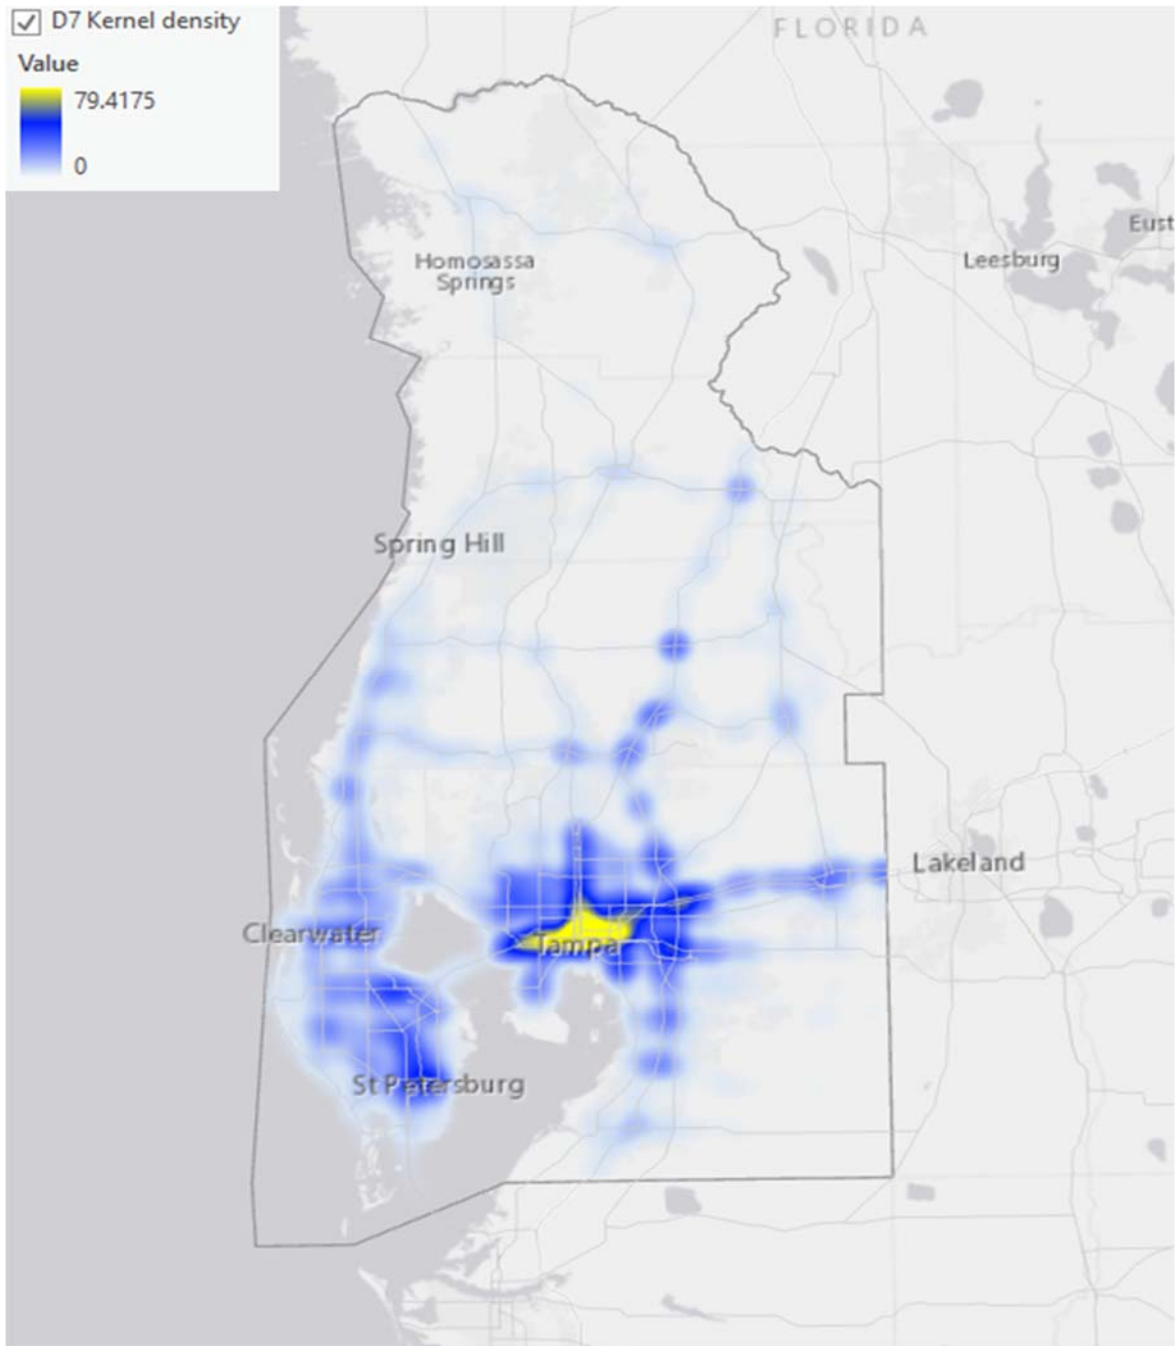 D7 Kernel density
Value
79.4175
0
FLORIDA
Eust
Leesburg
Homosassa
Springs
Spring Hill
Lakeland
Clearwater
Tampa
St Petersburg